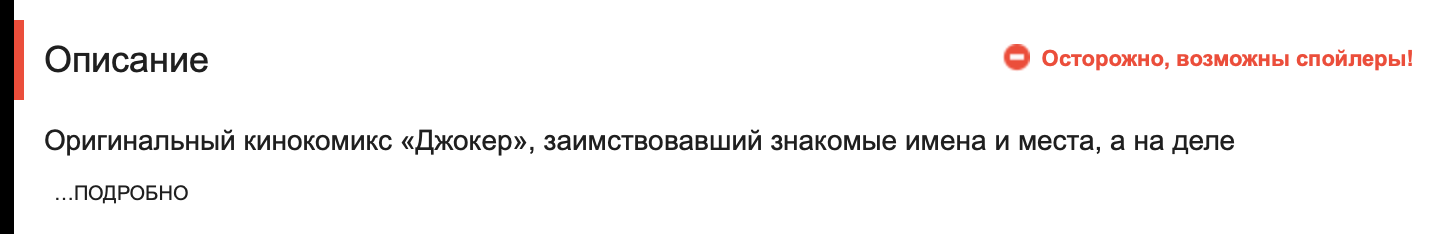 Описание
Осторожно, возможны спойлеры!
Оригинальный кинокомикс «Джокер», заимствовавший знакомые имена и места, а на деле
...ПОДРОБНО